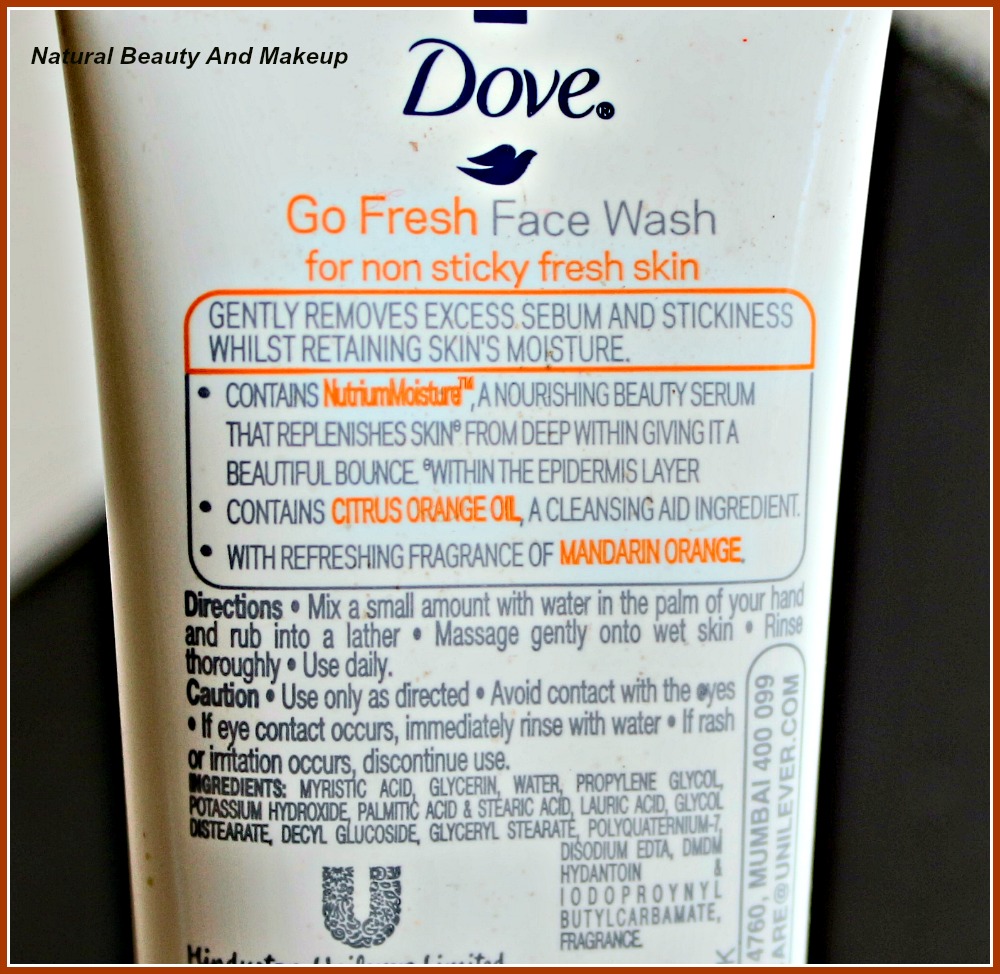 Natural Beauty And Makeup
Dove®
Go Fresh Face Wash
for non sticky fresh skin
GENTLY REMOVES EXCESS SEBUM AND STICKINESS
WHILST RETAINING SKIN'S MOISTURE.
• CONTAINS NutriumMoisture™, A NOURISHING BEAUTY SERUM
THAT REPLENISHES SKIN FROM DEEP WITHIN GIVING IT A
BEAUTIFUL BOUNCE. WITHIN THE EPIDERMIS LAYER
• CONTAINS CITRUS ORANGE OIL, A CLEANSING AID INGREDIENT.
• WITH REFRESHING FRAGRANCE OF MANDARIN ORANGE.
Directions • Mix a small amount with water in the palm of your hand
and rub into a lather • Massage gently onto wet skin • Rinse
thoroughly • Use daily.
Caution • Use only as directed • Avoid contact with the eyes
• If eye contact occurs, immediately rinse with water • If rash
or irritation occurs, discontinue use.
INGREDIENTS: MYRISTIC ACID, GLYCERIN, WATER, PROPYLENE GLYCOL,
POTASSIUM HYDROXIDE, PALMITIC ACID & STEARIC ACID, LAURIC ACID, GLYCOL
DISTEARATE, DECYL GLUCOSIDE, GLYCERYL STEARATE, POLYQUATERNIUM-7,
DISODIUM EDTA, DMDM
HYDANTOIN &
IODOPROYNYL
BUTYLCARBAMATE,
FRAGRANCE.
Hindustan Unilever Limited
4760, MUMBAI 400 099
ARE@UNILEVER.COM